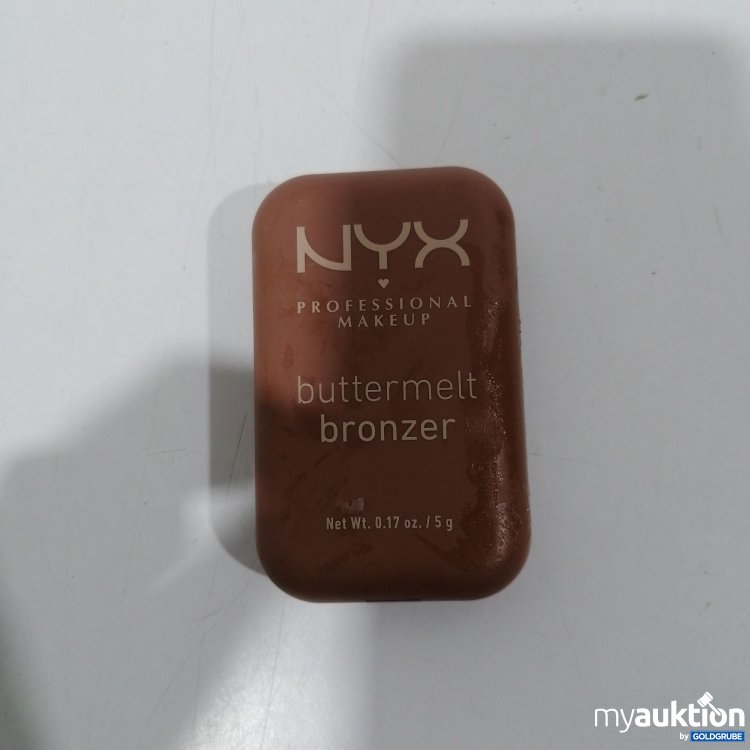 NYX
PROFESSIONAL
MAKEUP
buttermelt
bronzer
Net Wt. 0.17 oz. / 5 g
myauktion
by GOLDGRUBE